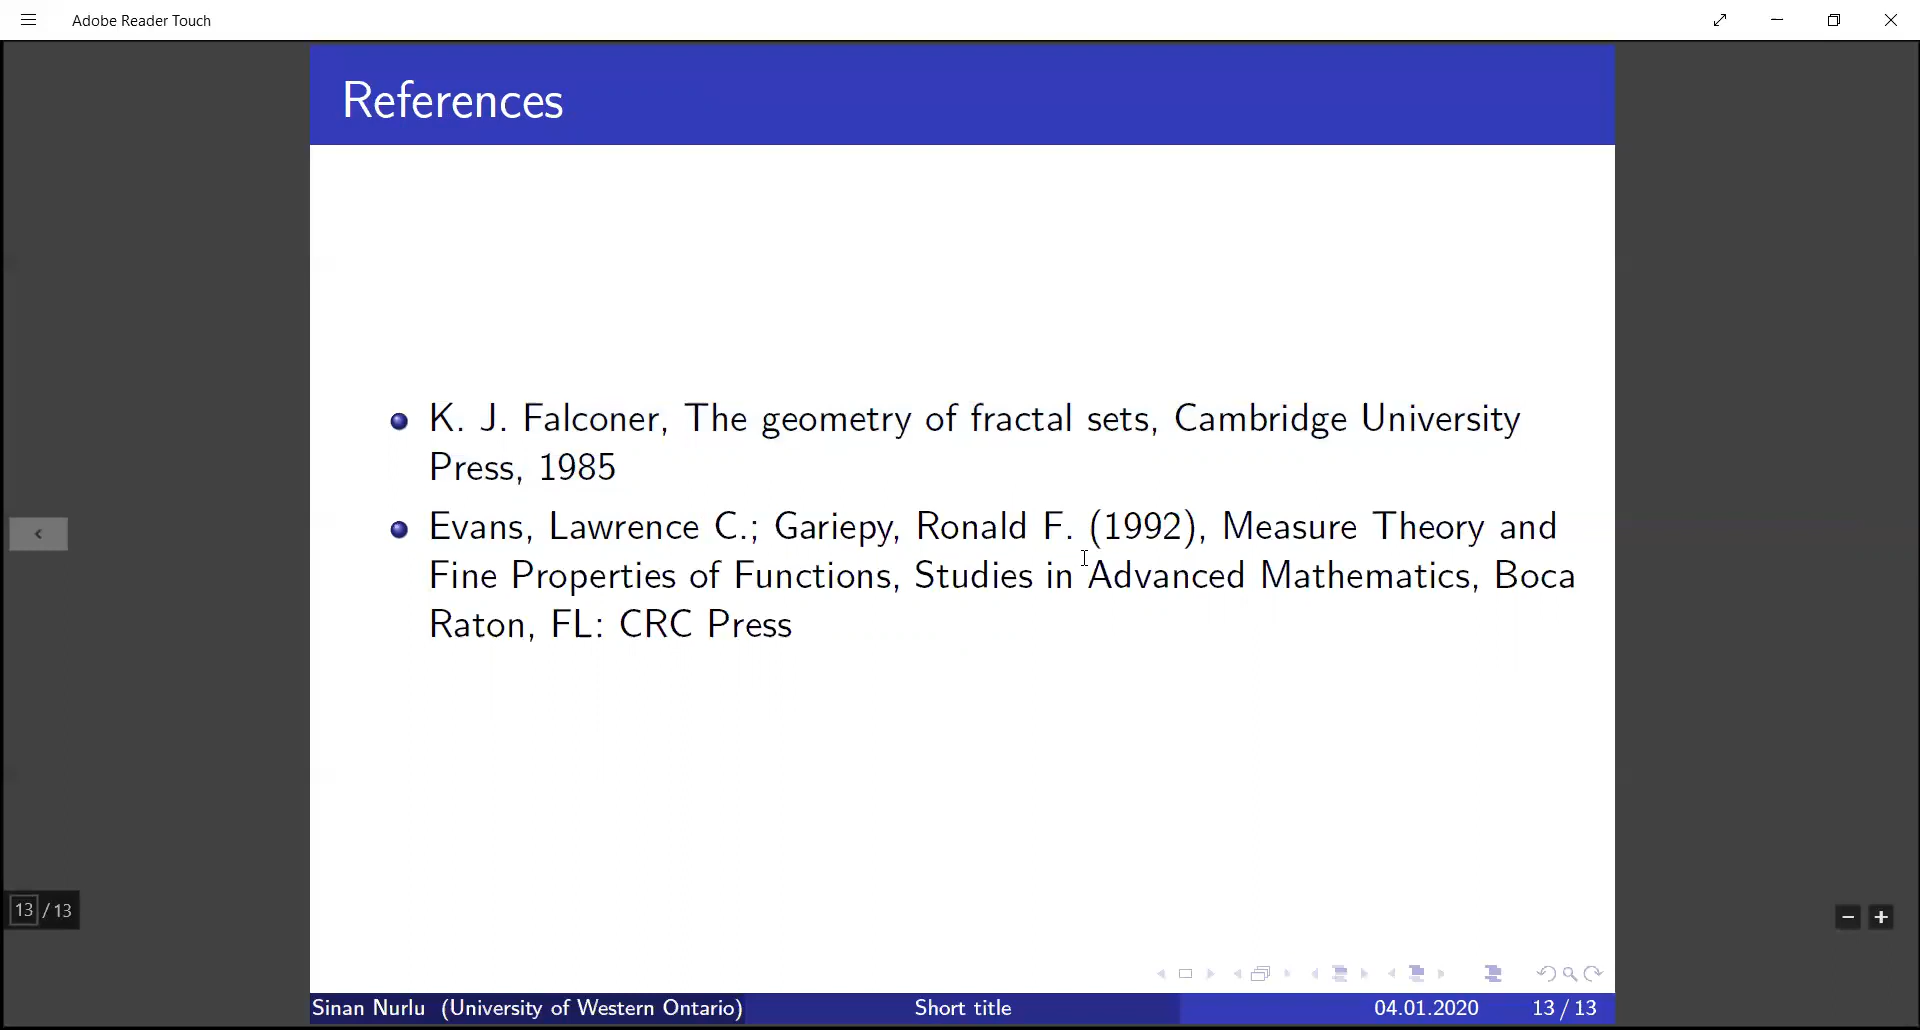 Adobe Reader Touch
References
K. J. Falconer, The geometry of fractal sets, Cambridge University
Press, 1985
Evans, Lawrence C.; Gariepy, Ronald F. (1992), Measure Theory and
Fine Properties of Functions, Studies in Advanced Mathematics, Boca
Raton, FL: CRC Press
13 / 13
Sinan Nurlu (University of Western Ontario) Short title 04.01.2020 13 / 13